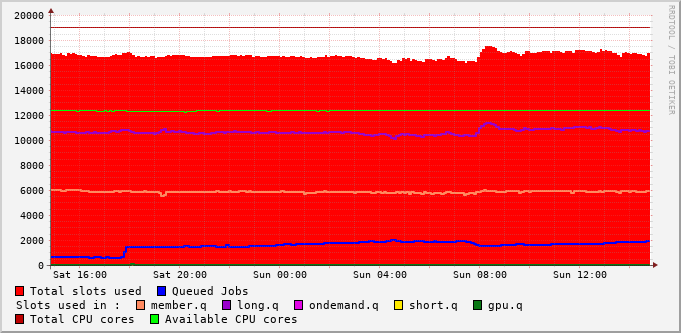 20000
18000
16000
14000
12000
10000
8000
6000
4000
2000
0
Sat 16:00 Sat 20:00 Sun 00:00 Sun 04:00 Sun 08:00 Sun 12:00
Total slots used Queued Jobs
Slots used in : member.q long.q ondemand.q short.q gpu.q
Total CPU cores Available CPU cores
RRDTOOL / TOBI OETIKER